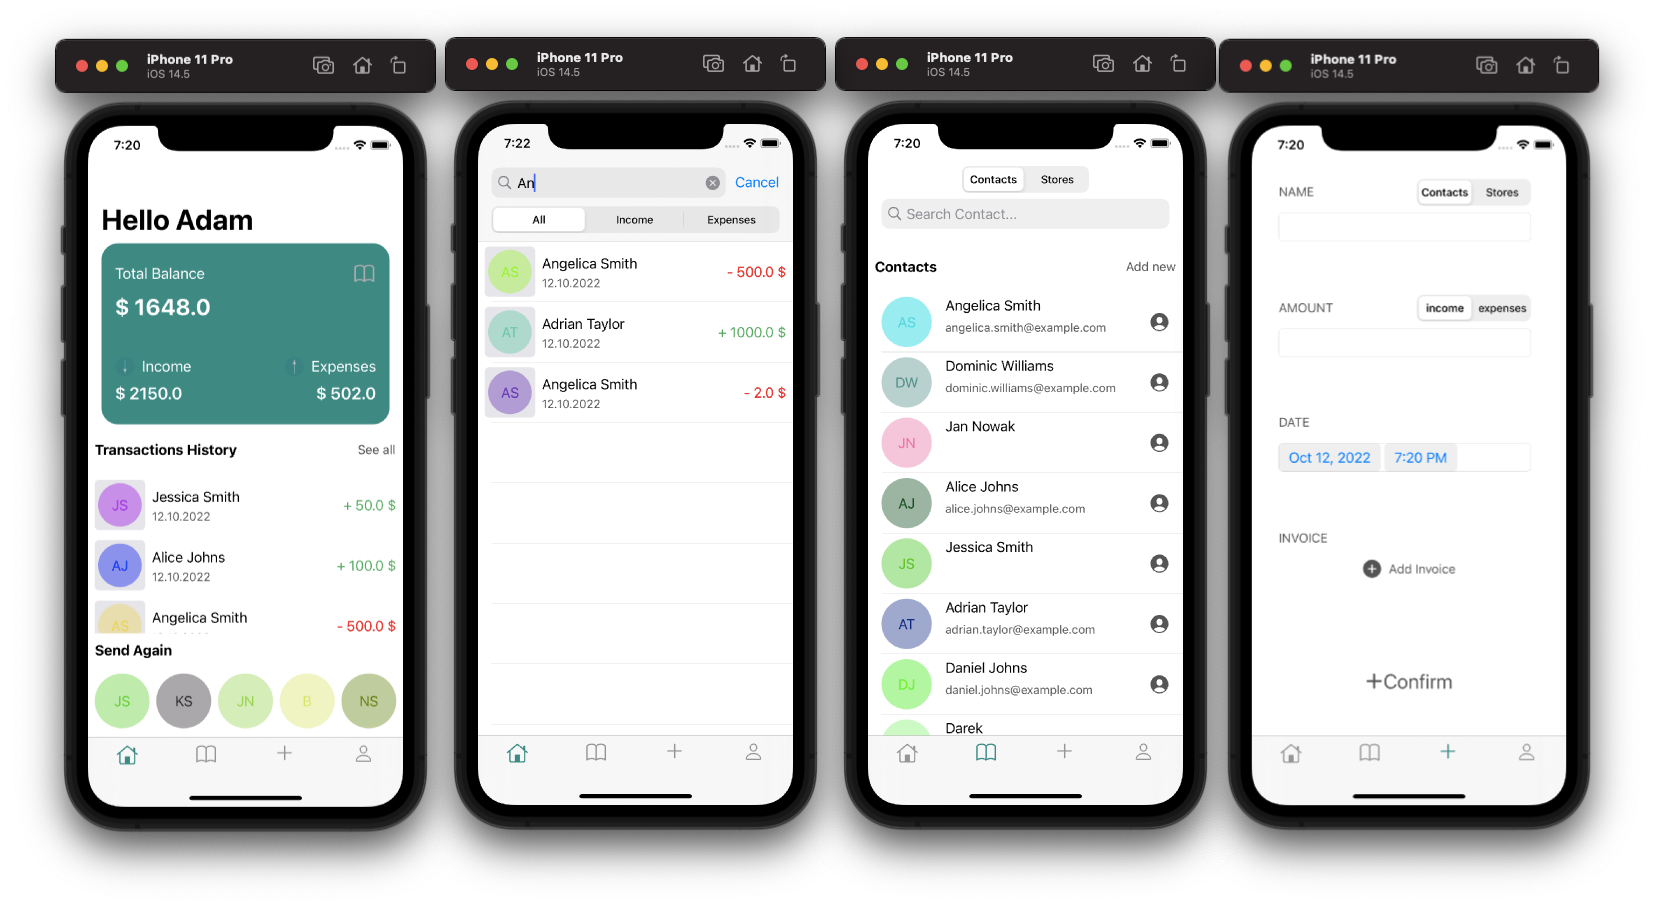 iPhone 11 Pro
iOS 14.5
7:20
Hello Adam
Total Balance
$ 1648.0
Income
Expenses
$ 2150.0
$ 502.0
Transactions History
See all
JS
Jessica Smith
12.10.2022
+ 50.0 $
AJ
Alice Johns
12.10.2022
+ 100.0 $
AS
Angelica Smith
- 500.0 $
Send Again
JS
KS
JN
B
NS
iPhone 11 Pro
iOS 14.5
7:22
An
Cancel
All
Income
Expenses
AS
Angelica Smith
12.10.2022
- 500.0 $
AT
Adrian Taylor
12.10.2022
+ 1000.0 $
AS
Angelica Smith
12.10.2022
- 2.0 $
iPhone 11 Pro
iOS 14.5
7:20
Contacts
Stores
Search Contact...
Contacts
Add new
AS
Angelica Smith
angelica.smith@example.com
DW
Dominic Williams
dominic.williams@example.com
JN
Jan Nowak
AJ
Alice Johns
alice.johns@example.com
JS
Jessica Smith
AT
Adrian Taylor
adrian.taylor@example.com
DJ
Daniel Johns
daniel.johns@example.com
Darek
iPhone 11 Pro
iOS 14.5
7:20
NAME
Contacts
Stores
AMOUNT
income
expenses
DATE
Oct 12, 2022
7:20 PM
INVOICE
Add Invoice
+Confirm